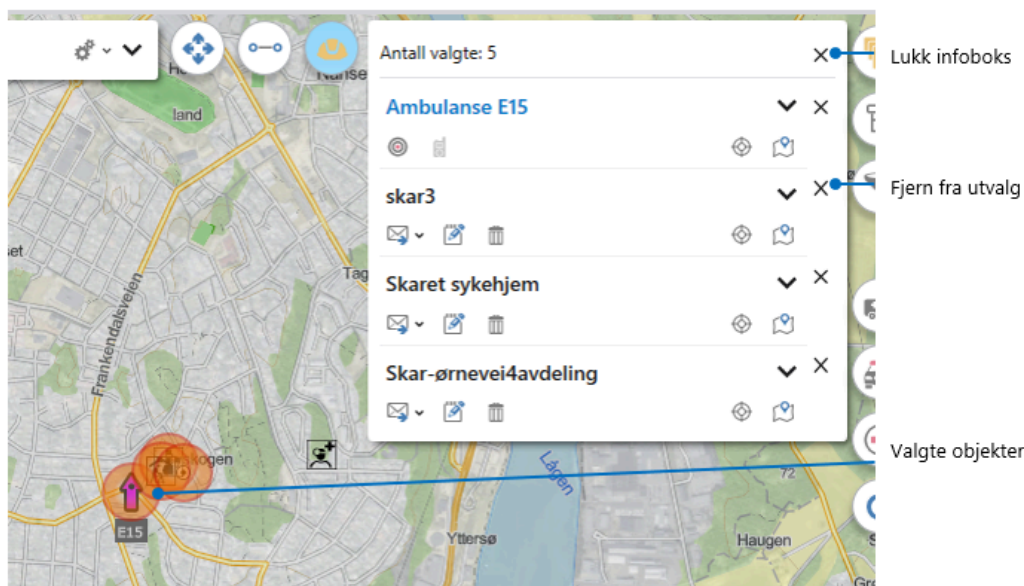 Antall valgte: 5
Lukk infoboks
Ambulanse E15
land
skar3
Fjern fra utvalg
Skaret sykehjem
Frankendalsveien
Skar-ørnevei4avdeling
Valgte objekter
Lågen
72
E15
Yttersø
Haugen